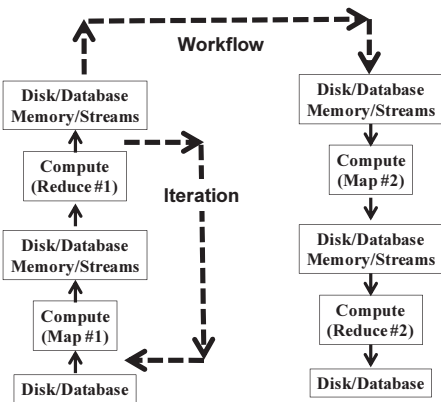 Workflow
Disk/Database
Memory/Streams
Compute
(Reduce #1)
Iteration
Disk/Database
Memory/Streams
Compute
(Map #1)
Disk/Database
Disk/Database
Memory/Streams
Compute
(Map #2)
Disk/Database
Memory/Streams
Compute
(Reduce #2)
Disk/Database